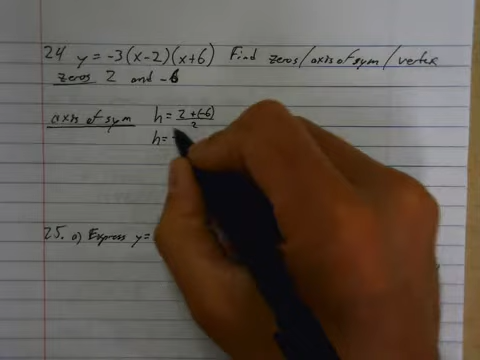 24 y = -3(x-2)(x+6) Find zeros/axis of sym/vertex
zeros 2 and -6
axis of sym h = 2+(-6)/2
h =
25. a) Express y =